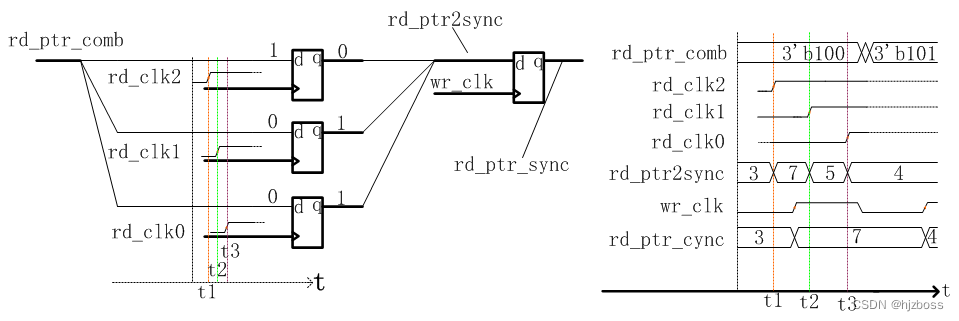 rd_ptr_comb
rd_ptr2sync
1
d q
0
rd_clk2
d q
wr_clk
0
d q
1
rd_clk1
rd_ptr_sync
0
d q
1
rd_clk0
t3
t2
t1
t
rd_ptr_comb
3'b100
3'b101
rd_clk2
rd_clk1
rd_clk0
rd_ptr2sync
3
7
5
4
wr_clk
rd_ptr_cync
3
7
4
t1
t2
t3
t
CSDN @hjzboss